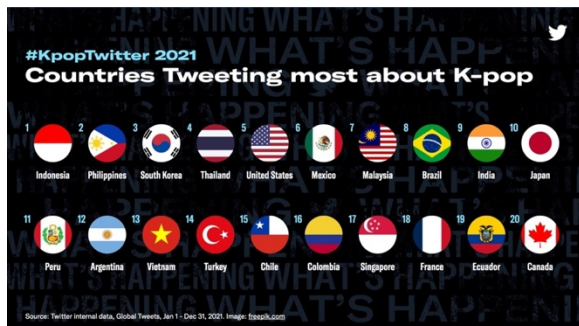 #KpopTwitter 2021
Countries Tweeting most about K-pop
1 2 3 4 5 6 7 8 9 10
Indonesia Philippines South Korea Thailand United States Mexico Malaysia Brazil India Japan
11 12 13 14 15 16 17 18 19 20
Peru Argentina Vietnam Turkey Chile Colombia Singapore France Ecuador Canada
Source: Twitter internal data, Global Tweets, Jan 1 - Dec 31, 2021. Image: freepik.com